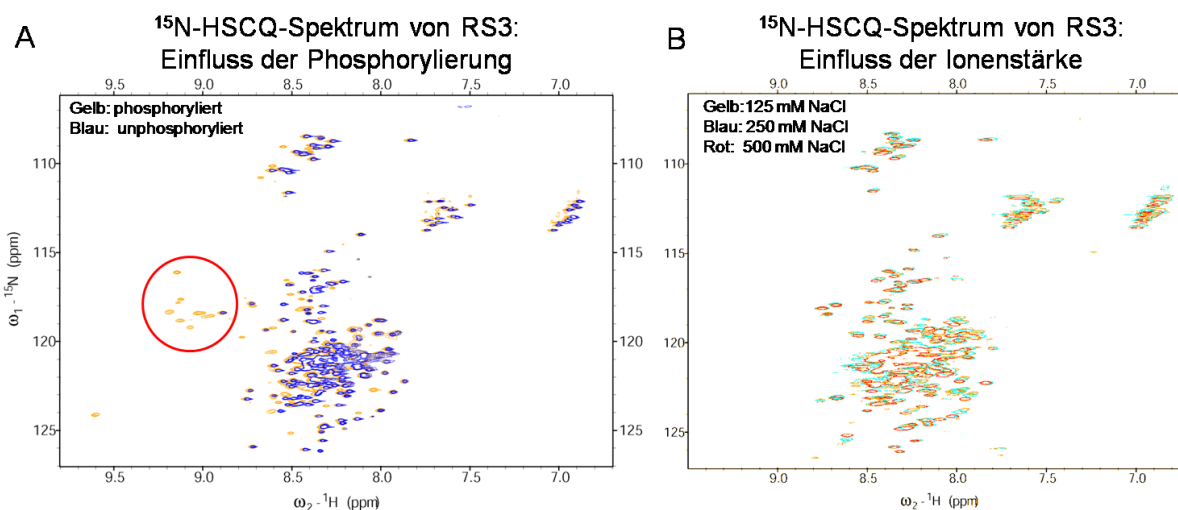 A
¹⁵N-HSCQ-Spektrum von RS3:
Einfluss der Phosphorylierung
9.5 9.0 8.5 8.0 7.5 7.0
Gelb: phosphoryliert
Blau: unphosphoryliert
110
115 115
120 120
125 125
ω₁ - ¹⁵N (ppm)
9.5 9.0 8.5 8.0 7.5 7.0
ω₂ - ¹H (ppm)
B
¹⁵N-HSCQ-Spektrum von RS3:
Einfluss der Ionenstärke
9.5 9.0 8.5 8.0 7.5 7.0
Gelb: 125 mM NaCl
Blau: 250 mM NaCl
Rot: 500 mM NaCl
110
115
120
125
9.5 9.0 8.5 8.0 7.5 7.0
ω₂ - ¹H (ppm)